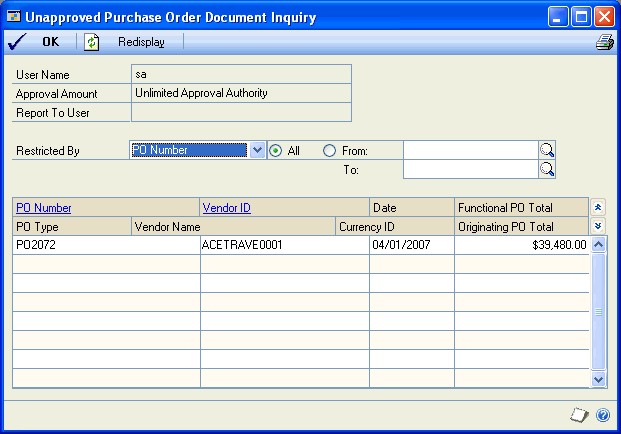 Unapproved Purchase Order Document Inquiry
OK Redisplay
User Name sa
Approval Amount Unlimited Approval Authority
Report To User
Restricted By PO Number All From:
To:
PO Number Vendor ID Date Functional PO Total
PO Type Vendor Name Currency ID Originating PO Total
PO2072 ACETRAVE0001 04/01/2007 $39,480.00